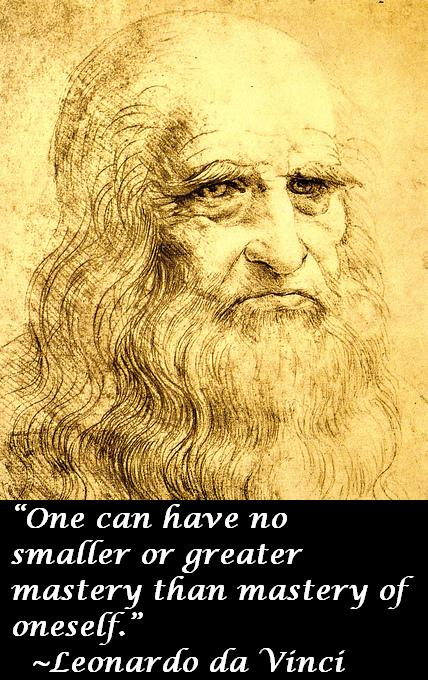 “One can have no
smaller or greater
mastery than mastery of
oneself.”
~Leonardo da Vinci